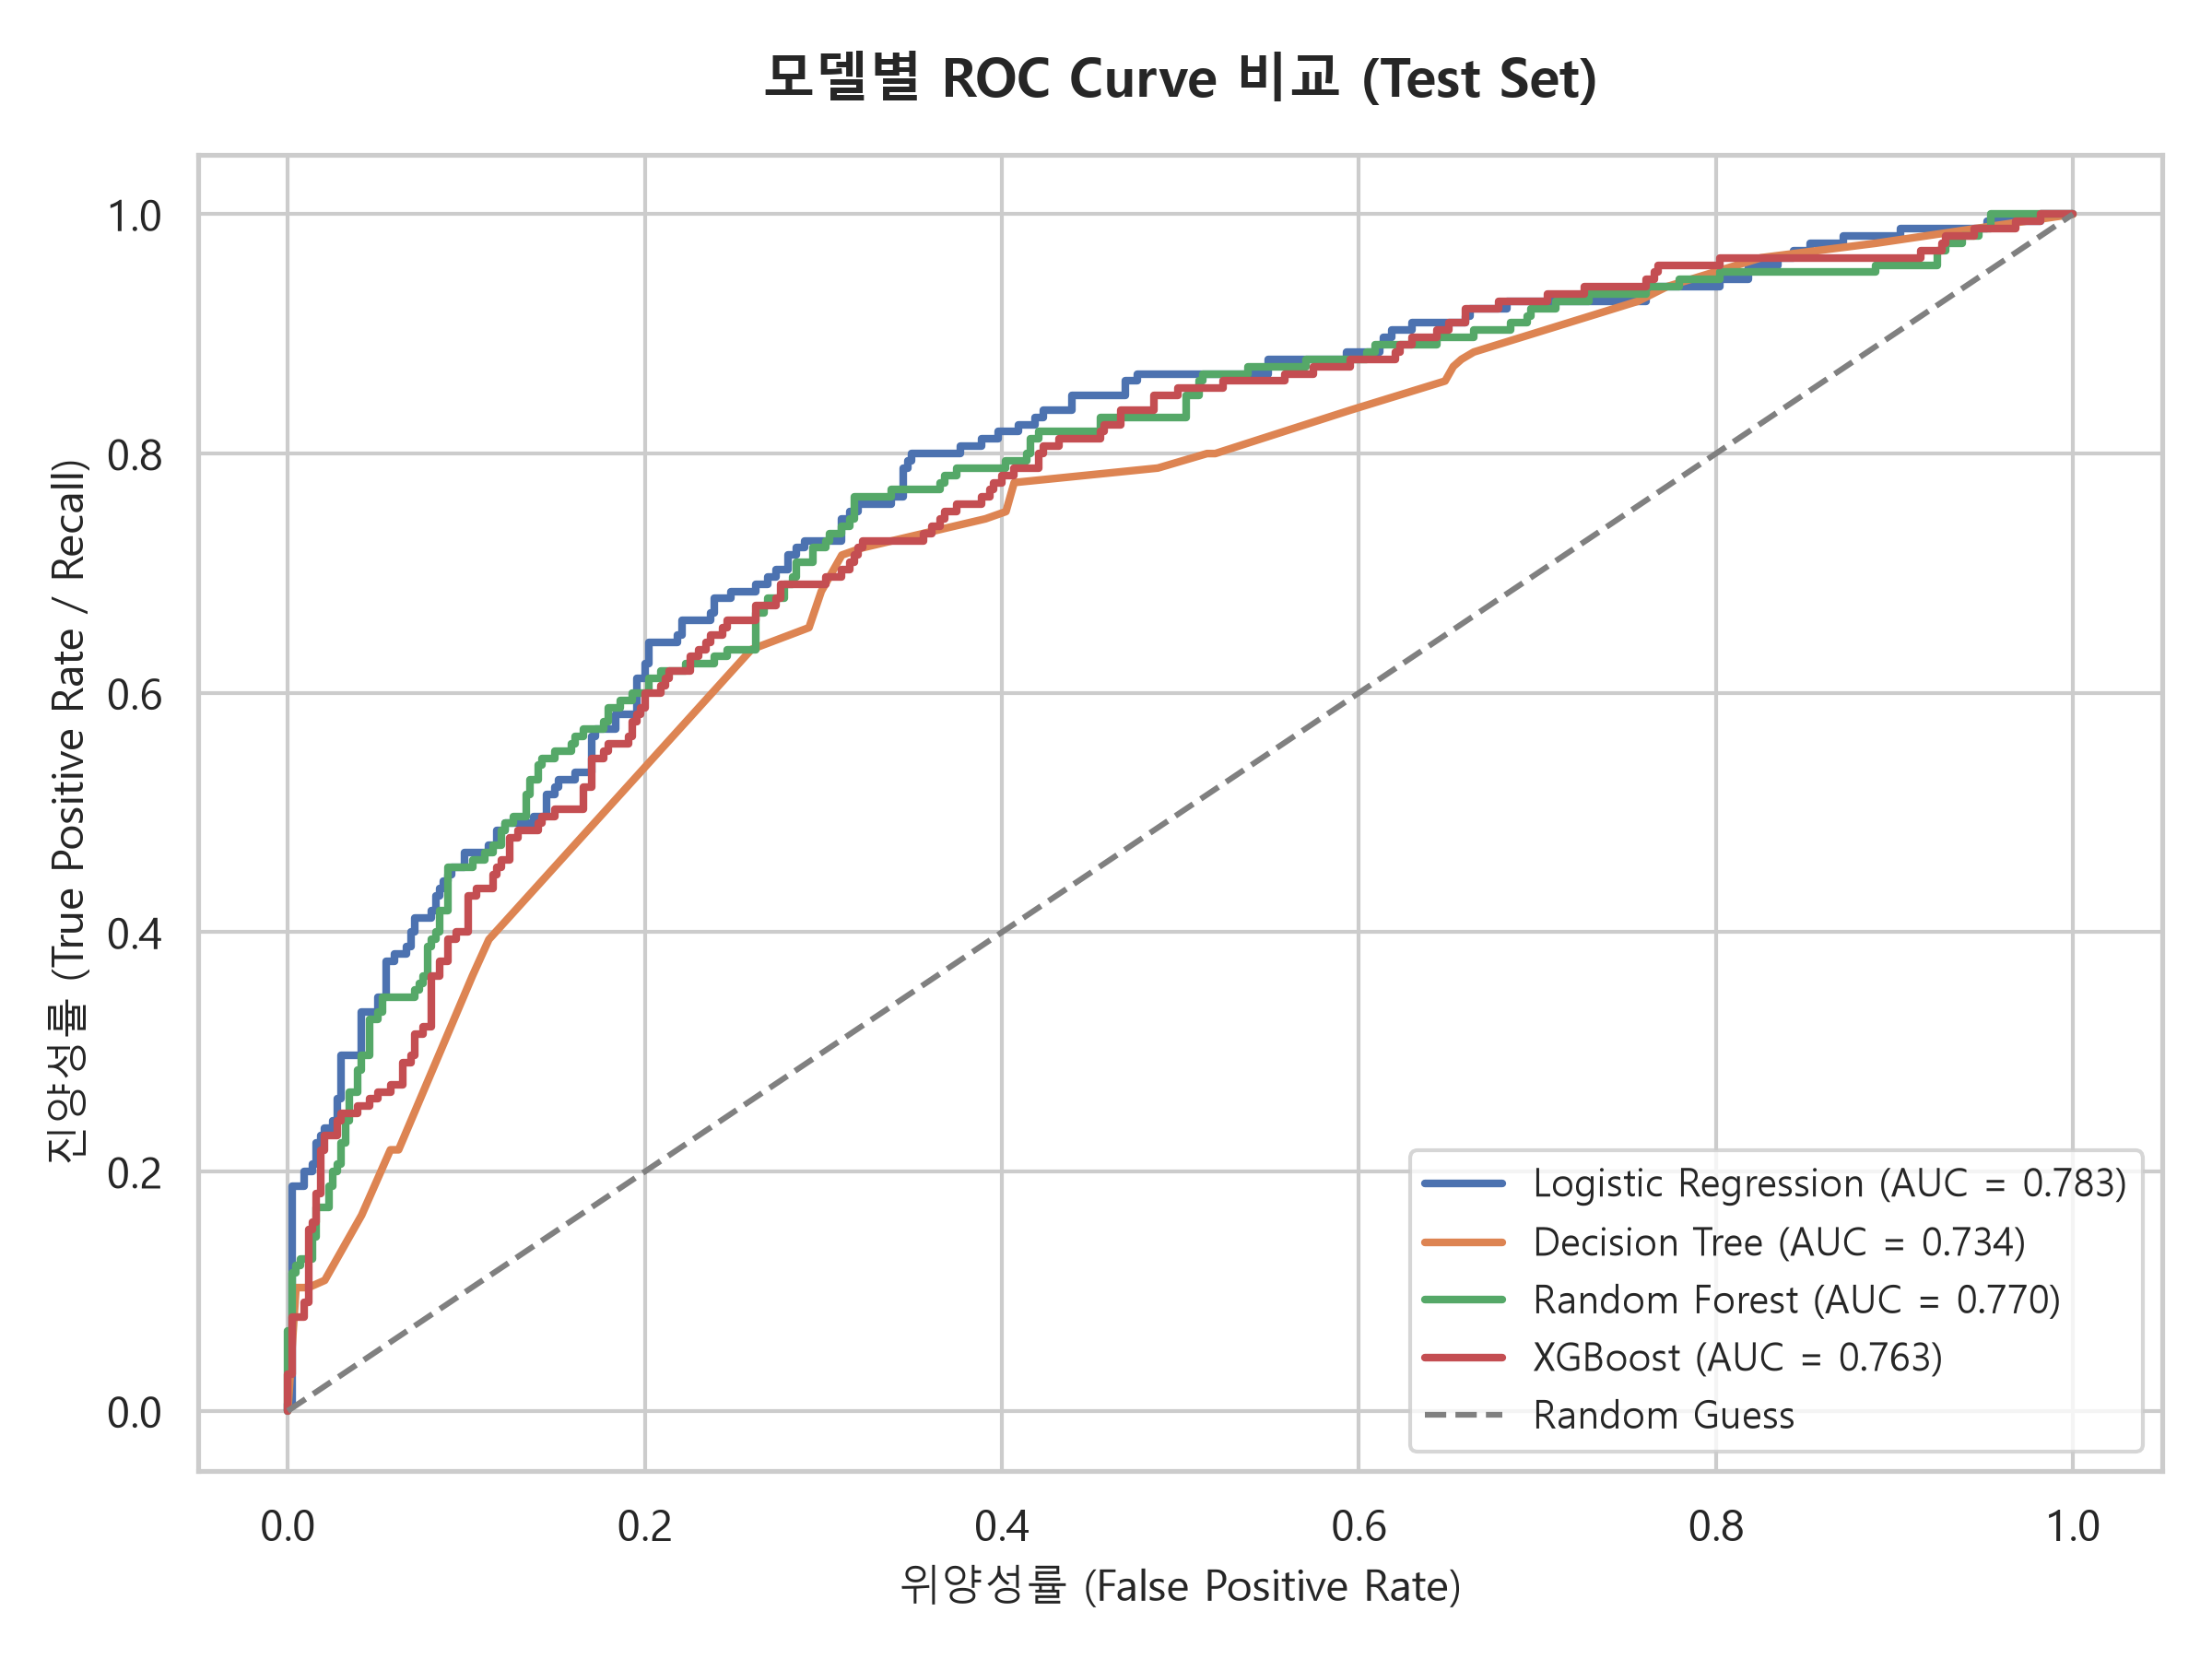 모델별 ROC Curve 비교 (Test Set)
진양성률 (True Positive Rate / Recall)
1.0
0.8
0.6
0.4
0.2
0.0
Logistic Regression (AUC = 0.783)
Decision Tree (AUC = 0.734)
Random Forest (AUC = 0.770)
XGBoost (AUC = 0.763)
Random Guess
0.0 0.2 0.4 0.6 0.8 1.0
위양성률 (False Positive Rate)